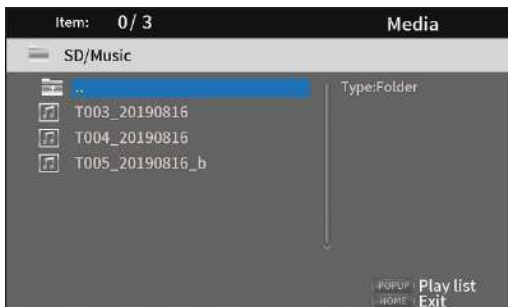 Item: 0/ 3 Media
SD/Music
.. Type:Folder
T003_20190816
T004_20190816
T005_20190816_b
POPUP Play list
HOME Exit